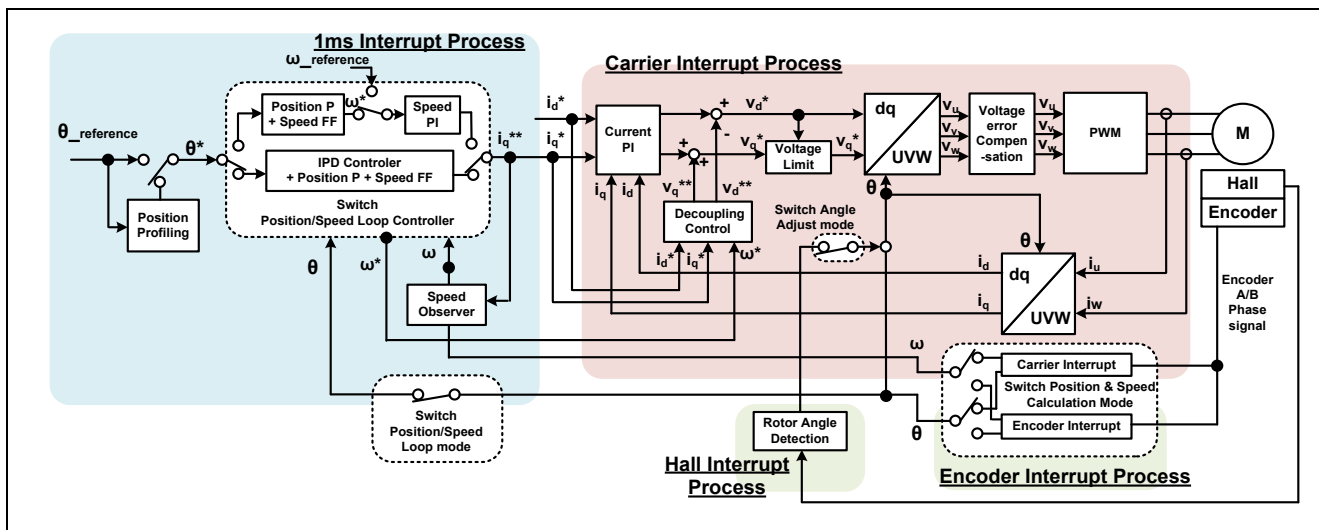 1ms Interrupt Process
ω_reference
Position P
+ Speed FF
ω*
Speed
PI
θ_reference
θ*
IPD Controler
+ Position P + Speed FF
iq**
Switch
Position/Speed Loop Controller
Position
Profiling
θ
ω*
ω
Speed
Observer
Switch
Position/Speed
Loop mode
Carrier Interrupt Process
id*
iq*
Current
PI
iq
id
+
-
+
+
vd*
vq*
Voltage
Limit
vq*
vq**
vd**
Decoupling
Control
id*
iq*
ω*
dq
UVW
θ
vu
vv
vw
Voltage
error
Compen
-sation
vu
vv
vw
PWM
M
Hall
Encoder
Switch Angle
Adjust mode
θ
dq
UVW
id
iq
iu
iw
Encoder
A/B
Phase
signal
ω
θ
Carrier Interrupt
Switch Position & Speed
Calculation Mode
Encoder Interrupt
Rotor Angle
Detection
Hall Interrupt
Process
Encoder Interrupt Process